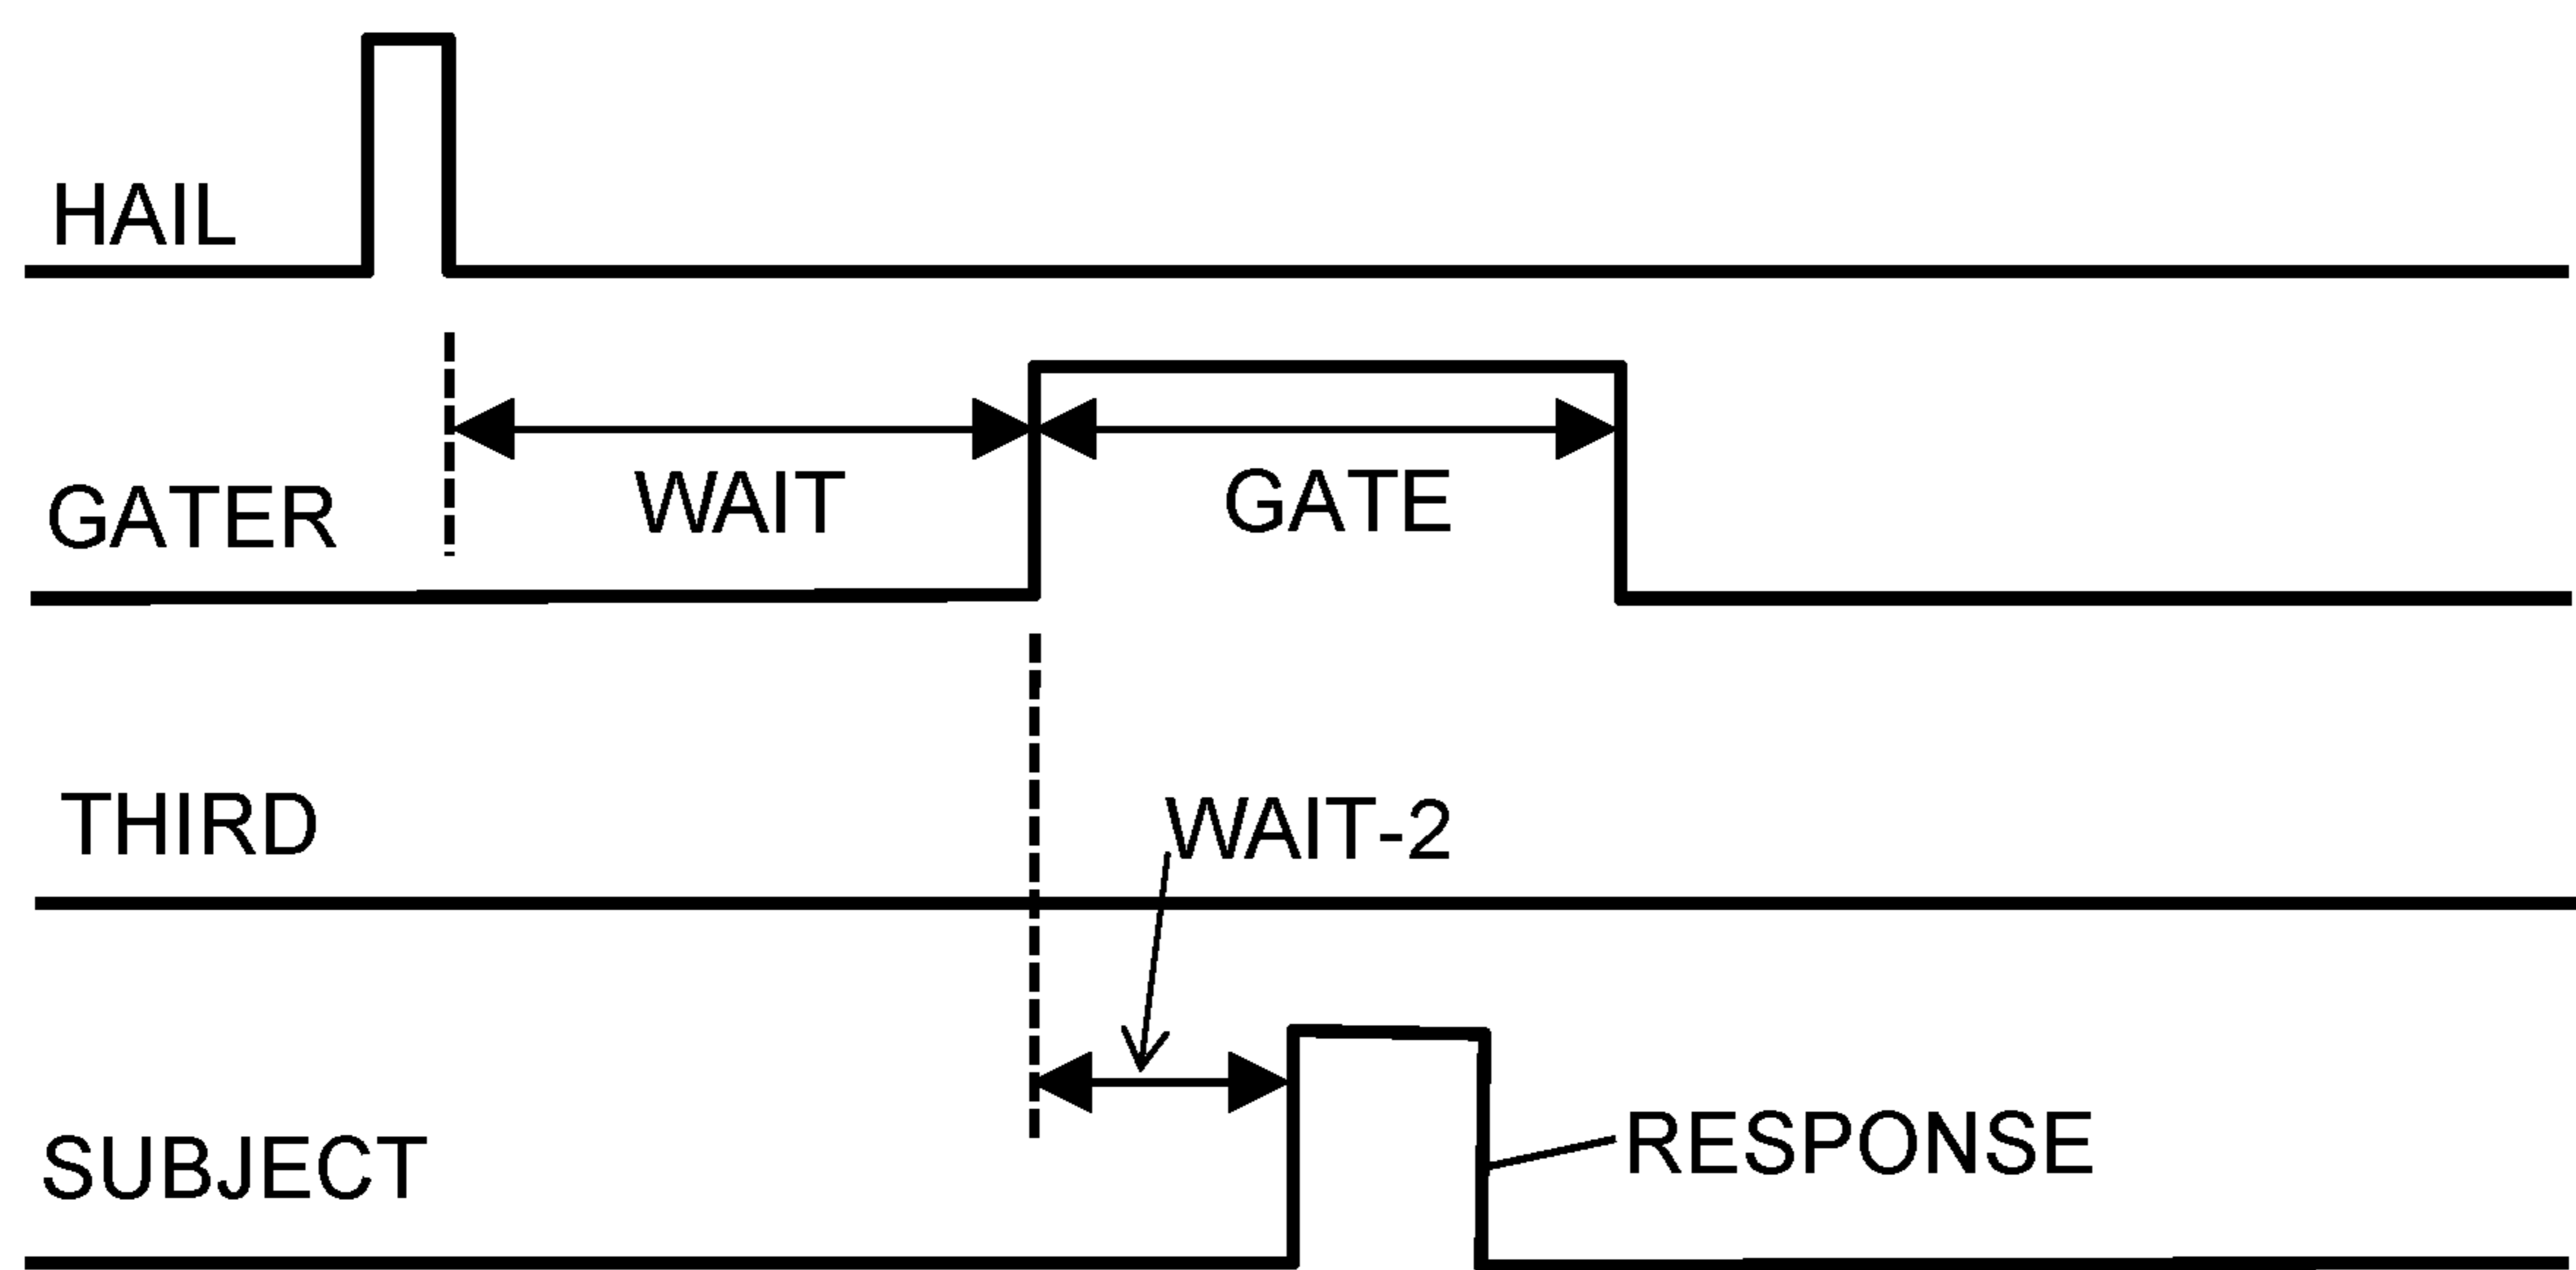 HAIL
GATER
WAIT
GATE
THIRD
WAIT-2
SUBJECT
RESPONSE